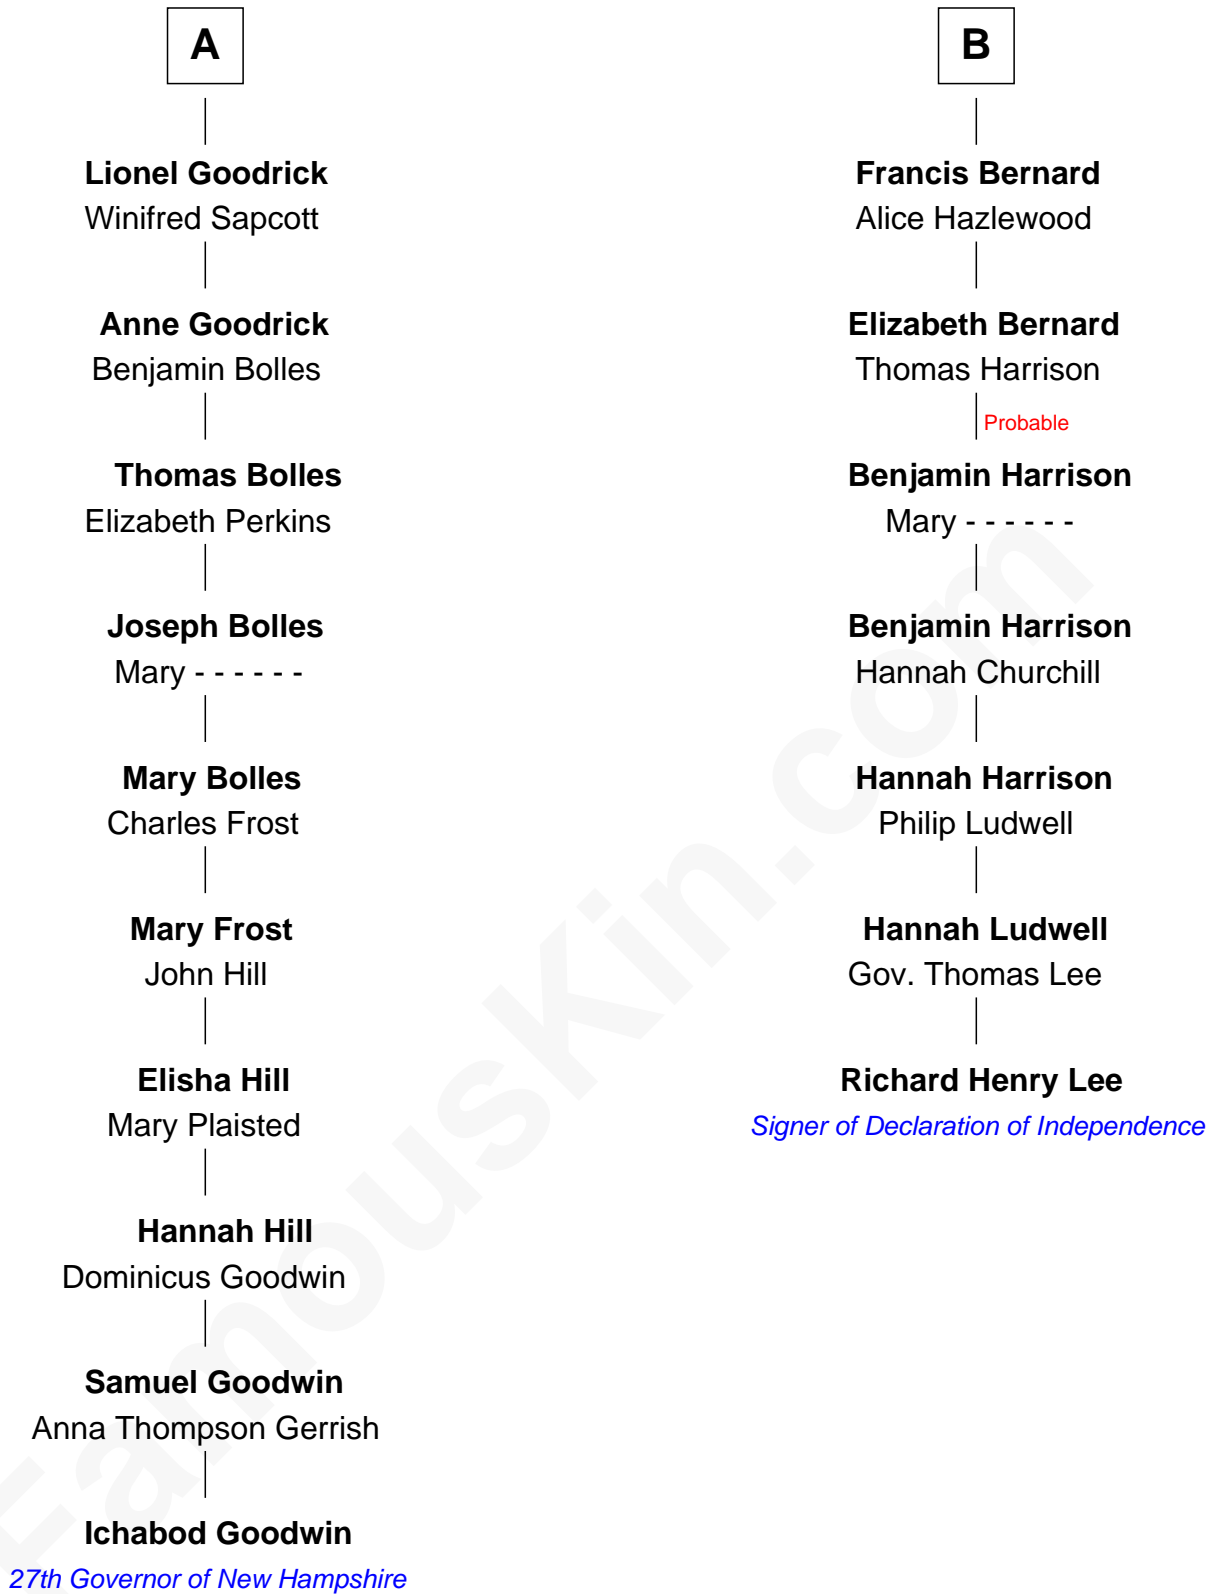 A
Lionel Goodrick
Winifred Sapcott
Anne Goodrick
Benjamin Bolles
Thomas Bolles
Elizabeth Perkins
Joseph Bolles
Mary - - - - - -
Mary Bolles
Charles Frost
Mary Frost
John Hill
Elisha Hill
Mary Plaisted
Hannah Hill
Dominicus Goodwin
Samuel Goodwin
Anna Thompson Gerrish
Ichabod Goodwin
27th Governor of New Hampshire
B
Francis Bernard
Alice Hazlewood
Elizabeth Bernard
Thomas Harrison
Probable
Benjamin Harrison
Mary - - - - - -
Benjamin Harrison
Hannah Churchill
Hannah Harrison
Philip Ludwell
Hannah Ludwell
Gov. Thomas Lee
Richard Henry Lee
Signer of Declaration of Independence
FamousKin.com